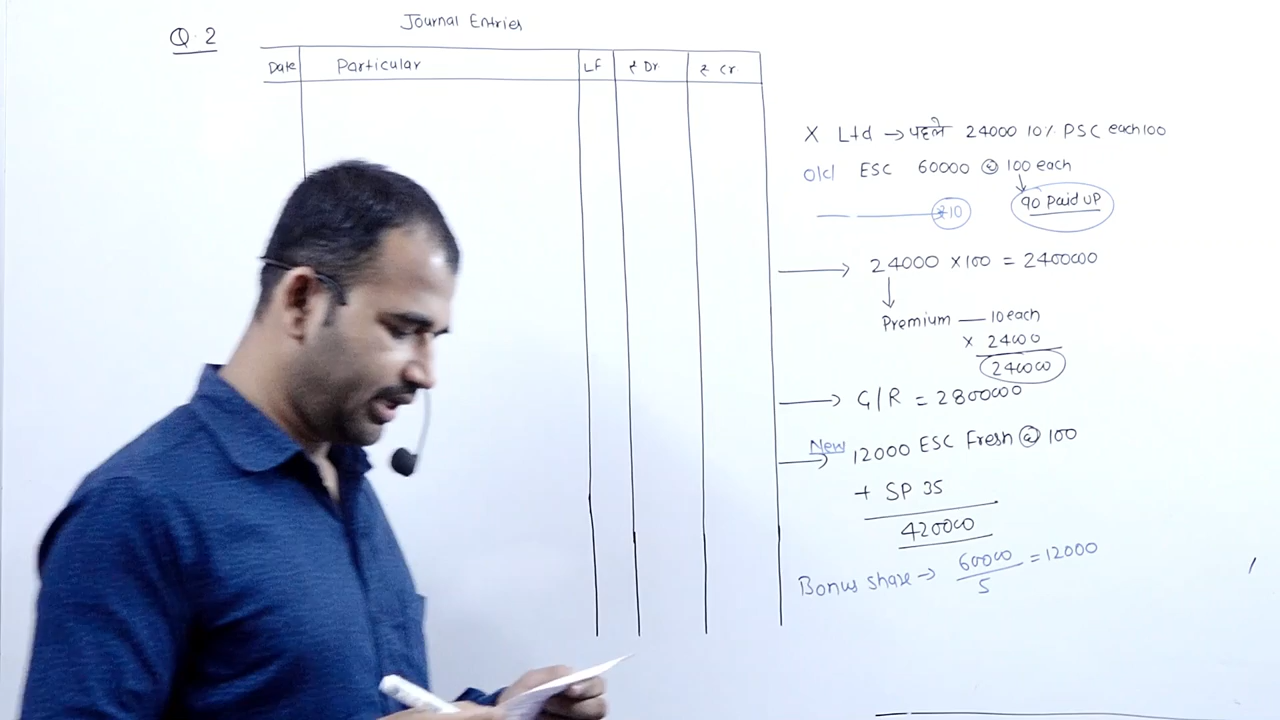 Journal Entries
Q.2
Date Particular LF ₹ Dr. ₹ Cr.
X Ltd → पहले 24000 10% PSC each 100
Old ESC 60000 @ 100 each
90 Paid UP
₹10
24000 × 100 = 2400000
Premium — 10 each
× 24000
240000
G/R = 2800000
New 12000 ESC Fresh @ 100
+ SP 35
420000
Bonus share → 60000/5 = 12000